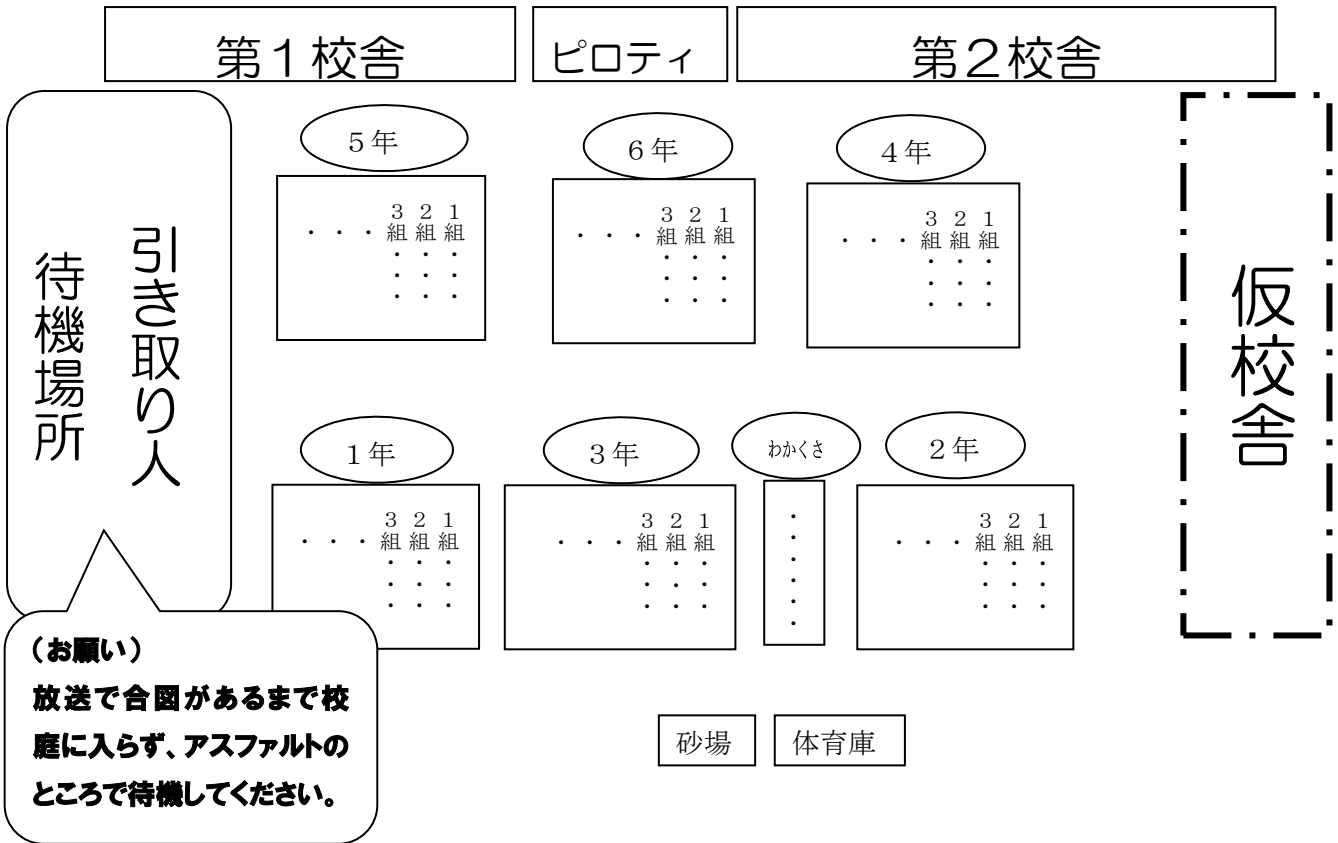 第１校舎
ピロティ
第２校舎
引き取り人
待機場所
５年
・・・３組 ２組 １組
６年
・・・３組 ２組 １組
４年
・・・３組 ２組 １組
仮校舎
１年
・・・３組 ２組 １組
３年
・・・３組 ２組 １組
わかくさ
２年
・・・３組 ２組 １組
（お願い）
放送で合図があるまで校
庭に入らず、アスファルトの
ところで待機してください。
砂場
体育庫